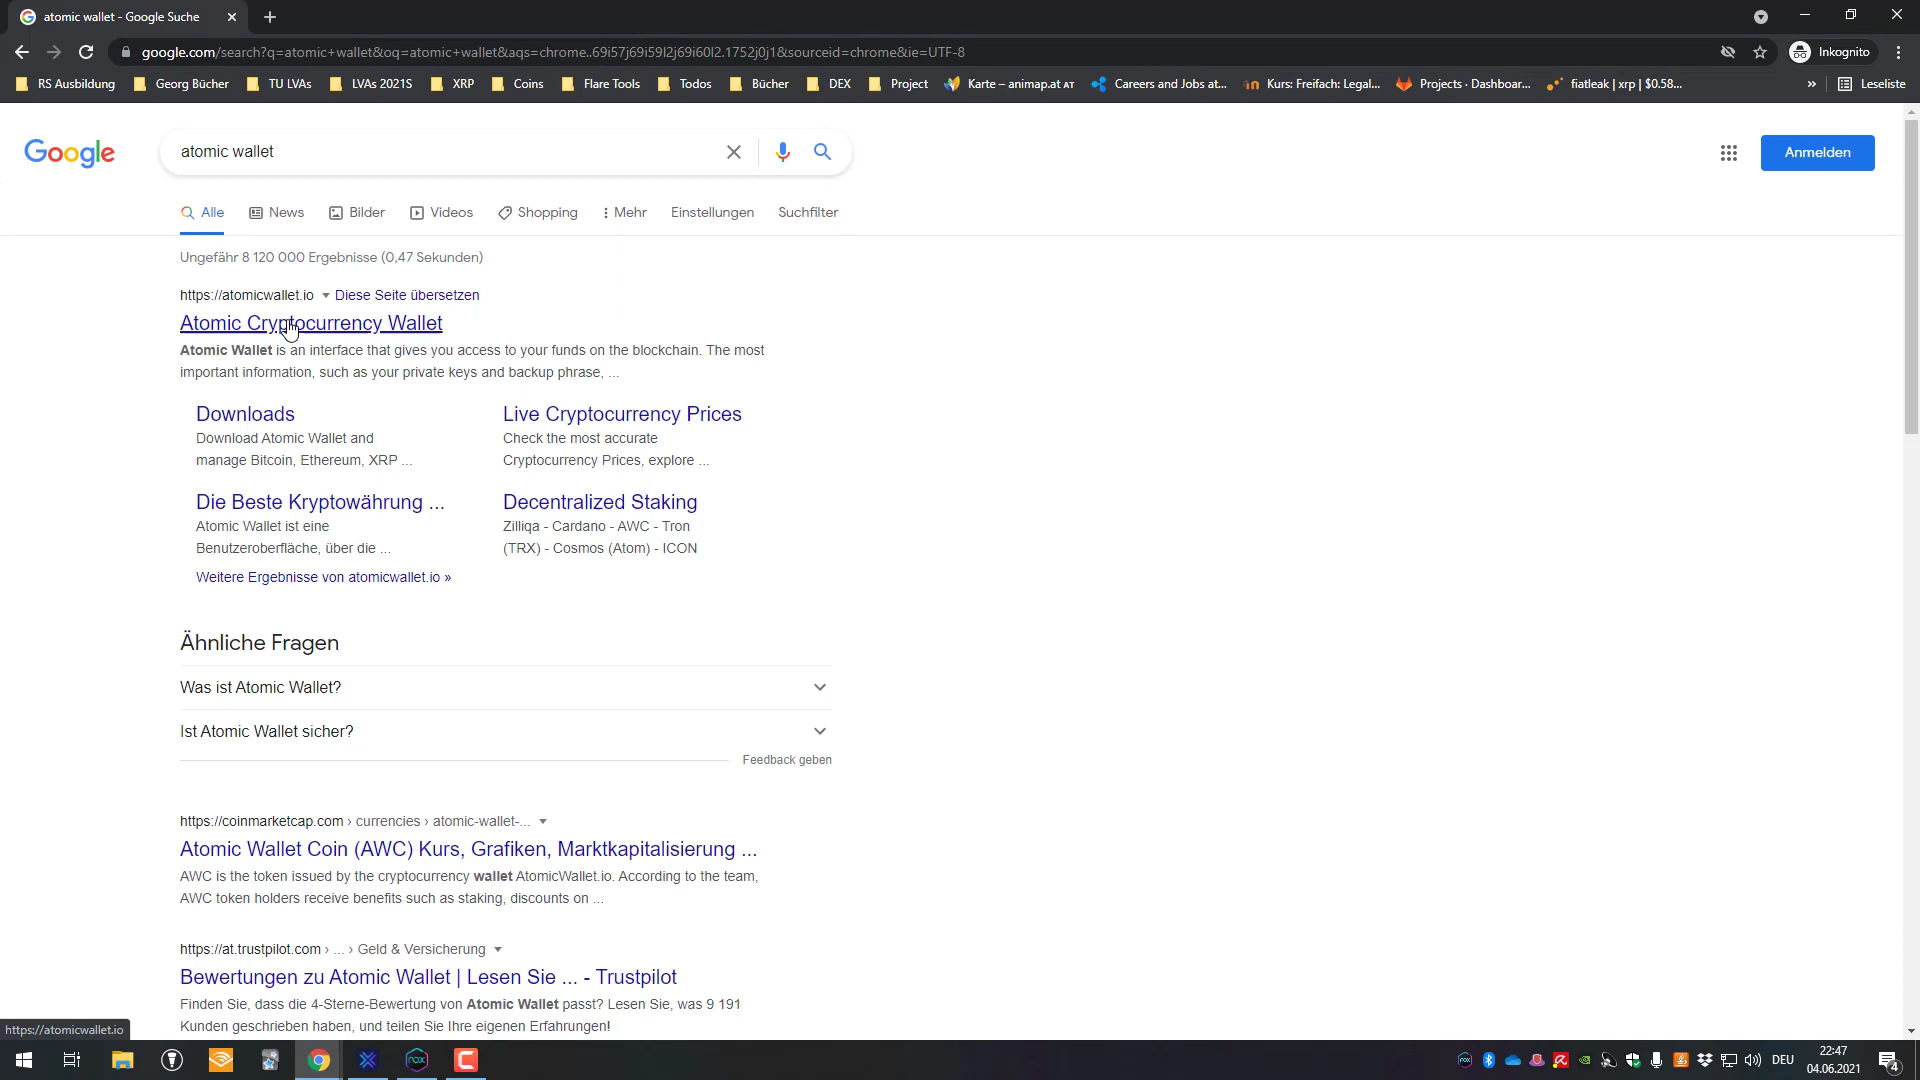 atomic wallet - Google Suche
google.com/search?q=atomic+wallet&oq=atomic+wallet&aqs=chrome..69i57j69i59l2j69i60l2.1752j0j1&sourceid=chrome&ie=UTF-8
Inkognito
RS Ausbildung
Georg Bücher
TU LVAs
LVAs 2021S
XRP
Coins
Flare Tools
Todos
Bücher
DEX
Project
Karte – animap.at AT
Careers and Jobs at...
Kurs: Freifach: Legal...
Projects · Dashboar...
fiatleak | xrp | $0.58...
»
Leseliste
Google
atomic wallet
Anmelden
Alle
News
Bilder
Videos
Shopping
Mehr
Einstellungen
Suchfilter
Ungefähr 8 120 000 Ergebnisse (0,47 Sekunden)
https://atomicwallet.io Diese Seite übersetzen
Atomic Cryptocurrency Wallet
Atomic Wallet is an interface that gives you access to your funds on the blockchain. The most
important information, such as your private keys and backup phrase, ...
Downloads
Download Atomic Wallet and
manage Bitcoin, Ethereum, XRP ...
Live Cryptocurrency Prices
Check the most accurate
Cryptocurrency Prices, explore ...
Die Beste Kryptowährung ...
Atomic Wallet ist eine
Benutzeroberfläche, über die ...
Decentralized Staking
Zilliqa - Cardano - AWC - Tron
(TRX) - Cosmos (Atom) - ICON
Weitere Ergebnisse von atomicwallet.io »
Ähnliche Fragen
Was ist Atomic Wallet?
Ist Atomic Wallet sicher?
Feedback geben
https://coinmarketcap.com › currencies › atomic-wallet-...
Atomic Wallet Coin (AWC) Kurs, Grafiken, Marktkapitalisierung ...
AWC is the token issued by the cryptocurrency wallet AtomicWallet.io. According to the team,
AWC token holders receive benefits such as staking, discounts on ...
https://at.trustpilot.com › ... › Geld & Versicherung
Bewertungen zu Atomic Wallet | Lesen Sie ... - Trustpilot
Finden Sie, dass die 4-Sterne-Bewertung von Atomic Wallet passt? Lesen Sie, was 9 191
Kunden geschrieben haben, und teilen Sie Ihre eigenen Erfahrungen!
https://atomicwallet.io
DEU
22:47
04.06.2021
4